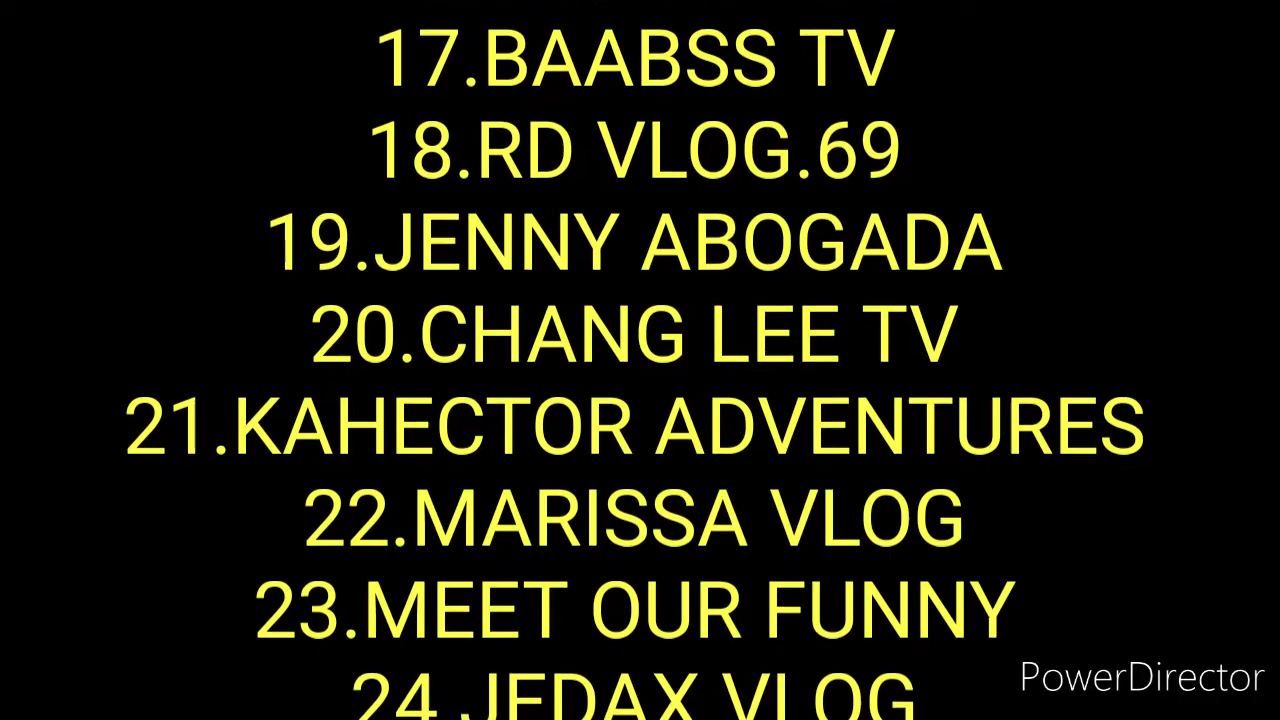 17.BAABSS TV
18.RD VLOG.69
19.JENNY ABOGADA
20.CHANG LEE TV
21.KAHECTOR ADVENTURES
22.MARISSA VLOG
23.MEET OUR FUNNY
24.JEDAX VLOG
PowerDirector